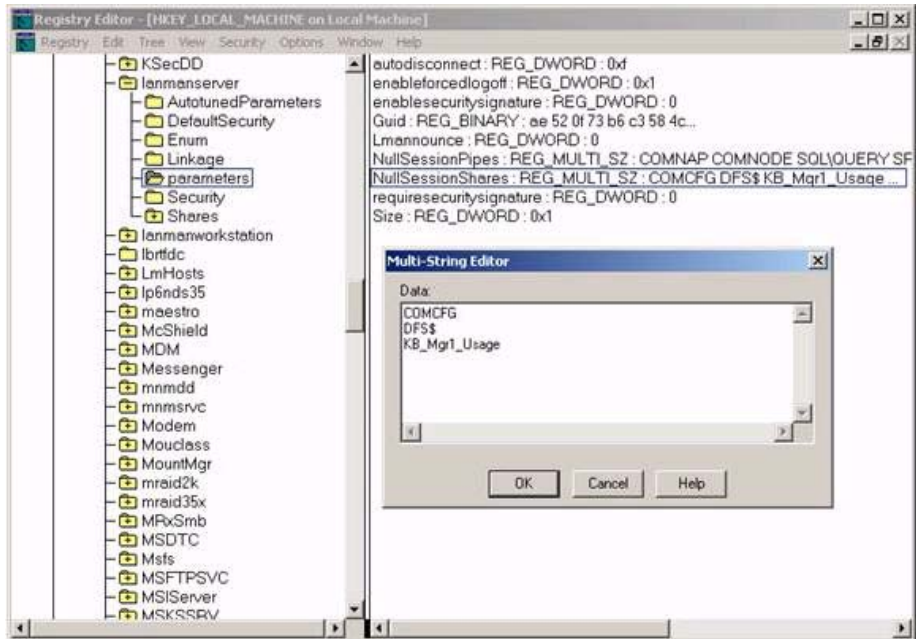 Registry Editor - [HKEY_LOCAL_MACHINE on Local Machine]
Registry Edit Tree View Security Options Window Help
KSecDD
lanmanserver
AutotunedParameters
DefaultSecurity
Enum
Linkage
parameters
Security
Shares
lanmanworkstation
lbrtfdc
LmHosts
lp6nds35
maestro
McShield
MDM
Messenger
mnmdd
mnmsrvc
Modem
Mouclass
MountMgr
mraid2k
mraid35x
MRxSmb
MSDTC
Msfs
MSFTPSVC
MSIServer
MSKSSRV
autodisconnect : REG_DWORD : 0xf
enableforcedlogoff : REG_DWORD : 0x1
enablesecuritysignature : REG_DWORD : 0
Guid : REG_BINARY : ae 52 0f 73 b6 c3 58 4c...
Lmannounce : REG_DWORD : 0
NullSessionPipes : REG_MULTI_SZ : COMNAP COMNODE SQL\QUERY SP
NullSessionShares : REG_MULTI_SZ : COMCFG DFS$ KB_Mgr1_Usage ...
requiresecuritysignature : REG_DWORD : 0
Size : REG_DWORD : 0x1
Multi-String Editor
Data:
COMCFG
DFS$
KB_Mgr1_Usage
OK Cancel Help